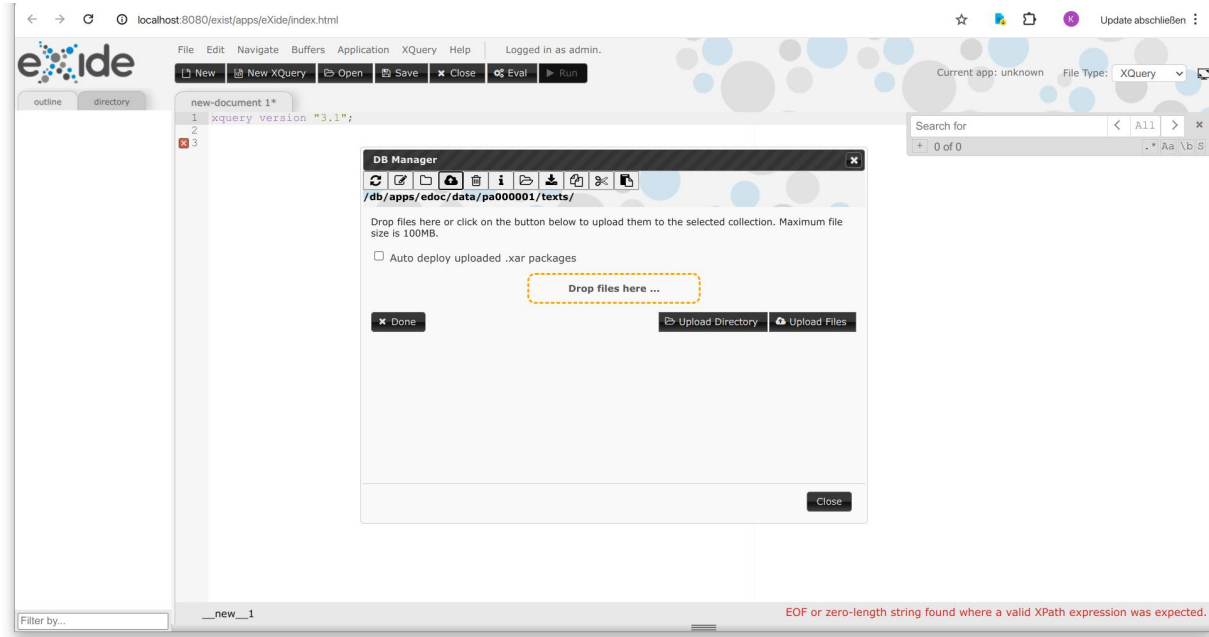 localhost:8080/exist/apps/eXide/index.html
K
Update abschließen
eXide
File Edit Navigate Buffers Application XQuery Help Logged in as admin.
New New XQuery Open Save Close Eval Run
Current app: unknown File Type: XQuery
outline directory
new-document 1*
1 xquery version "3.1";
2
3
Search for All
+ 0 of 0 .* Aa \b S
DB Manager
/db/apps/edoc/data/pa000001/texts/
Drop files here or click on the button below to upload them to the selected collection. Maximum file
size is 100MB.
Auto deploy uploaded .xar packages
Drop files here ...
Done Upload Directory Upload Files
Close
Filter by... __new__1 EOF or zero-length string found where a valid XPath expression was expected.